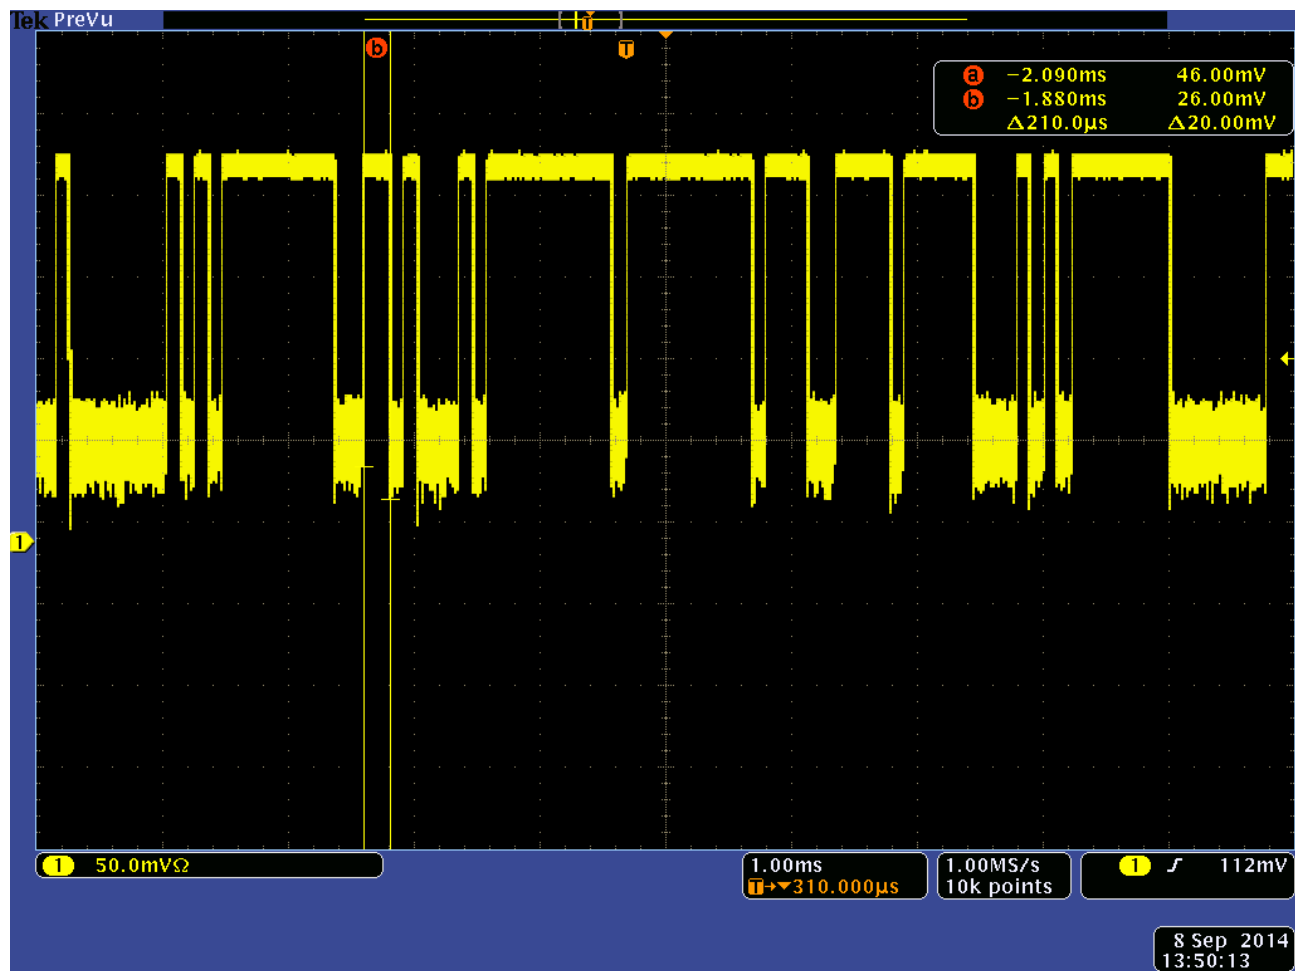 Tek PreVu
T
b
T
a -2.090ms 46.00mV
b -1.880ms 26.00mV
Δ210.0µs Δ20.00mV
1
1 50.0mVΩ
1.00ms
T→▼310.000µs
1.00MS/s
10k points
1 ʃ 112mV
8 Sep 2014
13:50:13